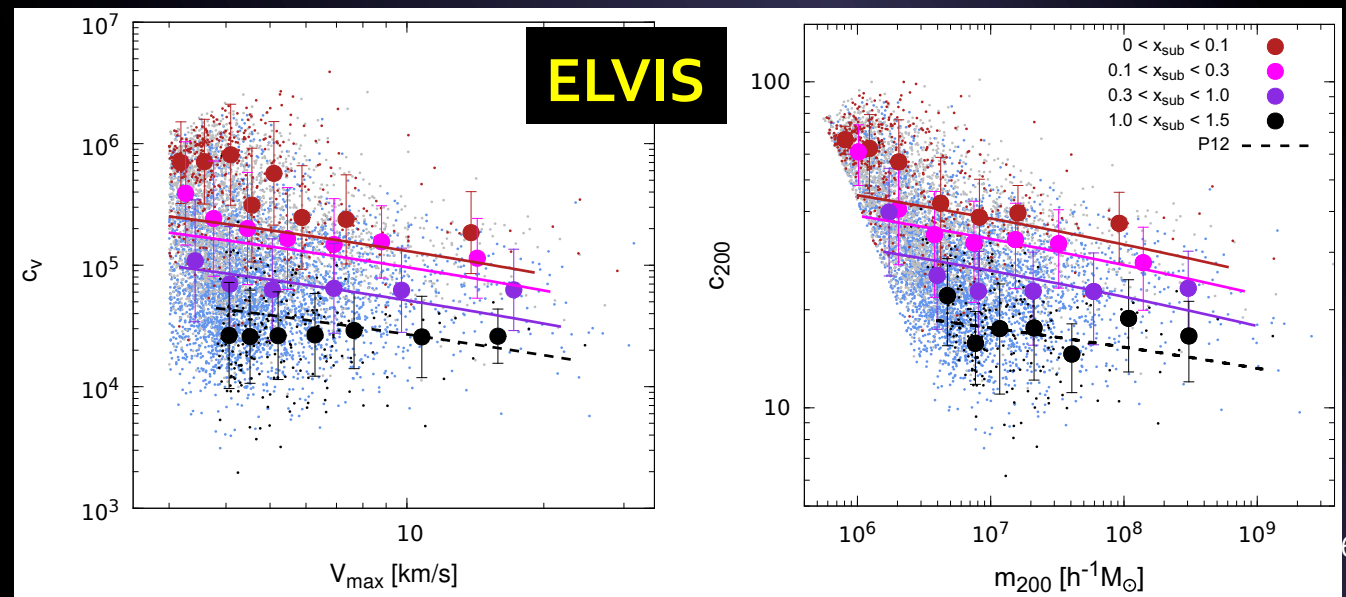 ELVIS
10^7
10^6
10^5
10^4
10^3
c_v
10
V_max [km/s]
100
10
c_200
0 < x_sub < 0.1
0.1 < x_sub < 0.3
0.3 < x_sub < 1.0
1.0 < x_sub < 1.5
P12
10^6 10^7 10^8 10^9
m_200 [h^-1M_⊙]